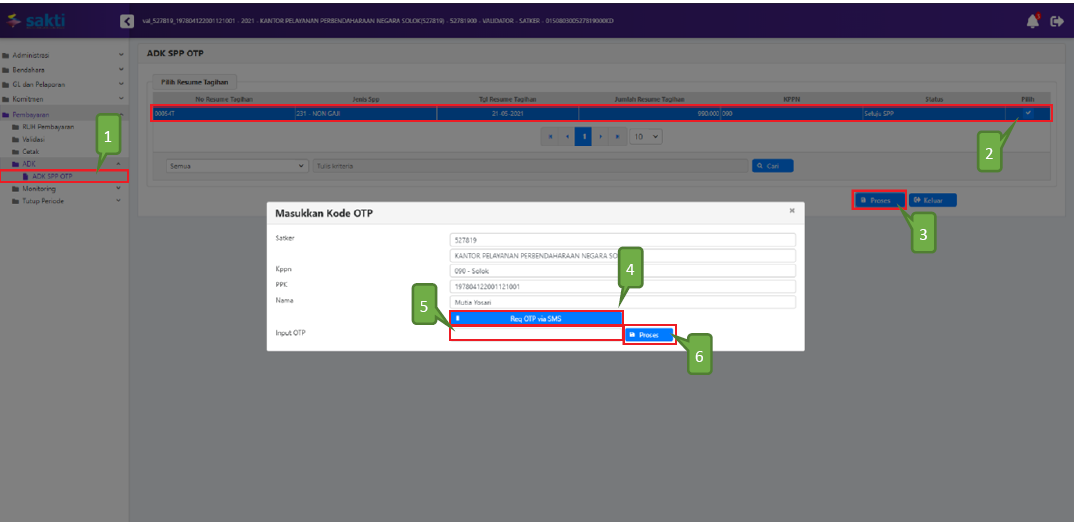 sakti
val_527819_197804122001121001 - 2021 - KANTOR PELAYANAN PERBENDAHARAAN NEGARA SOLOK(527819) - 52781900 - VALIDATOR - SATKER - 015080300527819000KD
Administrasi
Bendahara
GL dan Pelaporan
Komitmen
Pembayaran
RUH Pembayaran
Validasi
Catak
ADK
ADK SPP OTP
Monitoring
Tutup Periode
1
ADK SPP OTP
Pilih Resume Tagihan
No Resume Tagihan Jenis Spp Tgl Resume Tagihan Jumlah Resume Tagihan KPPN Status Pilih
00054T 231 - NON GAJI 21-05-2021 990.000 090 Setuju SPP
« 1 » 10
2
Semua Tulis kriteria Cari
Proses Keluar
3
Masukkan Kode OTP ×
Satker 527819
KANTOR PELAYANAN PERBENDAHARAAN NEGARA SO
4
Kppn 090 - Solok
PPK 197804122001121001
Nama Mutia Yosari
5
Req OTP via SMS
Input OTP Proses
6